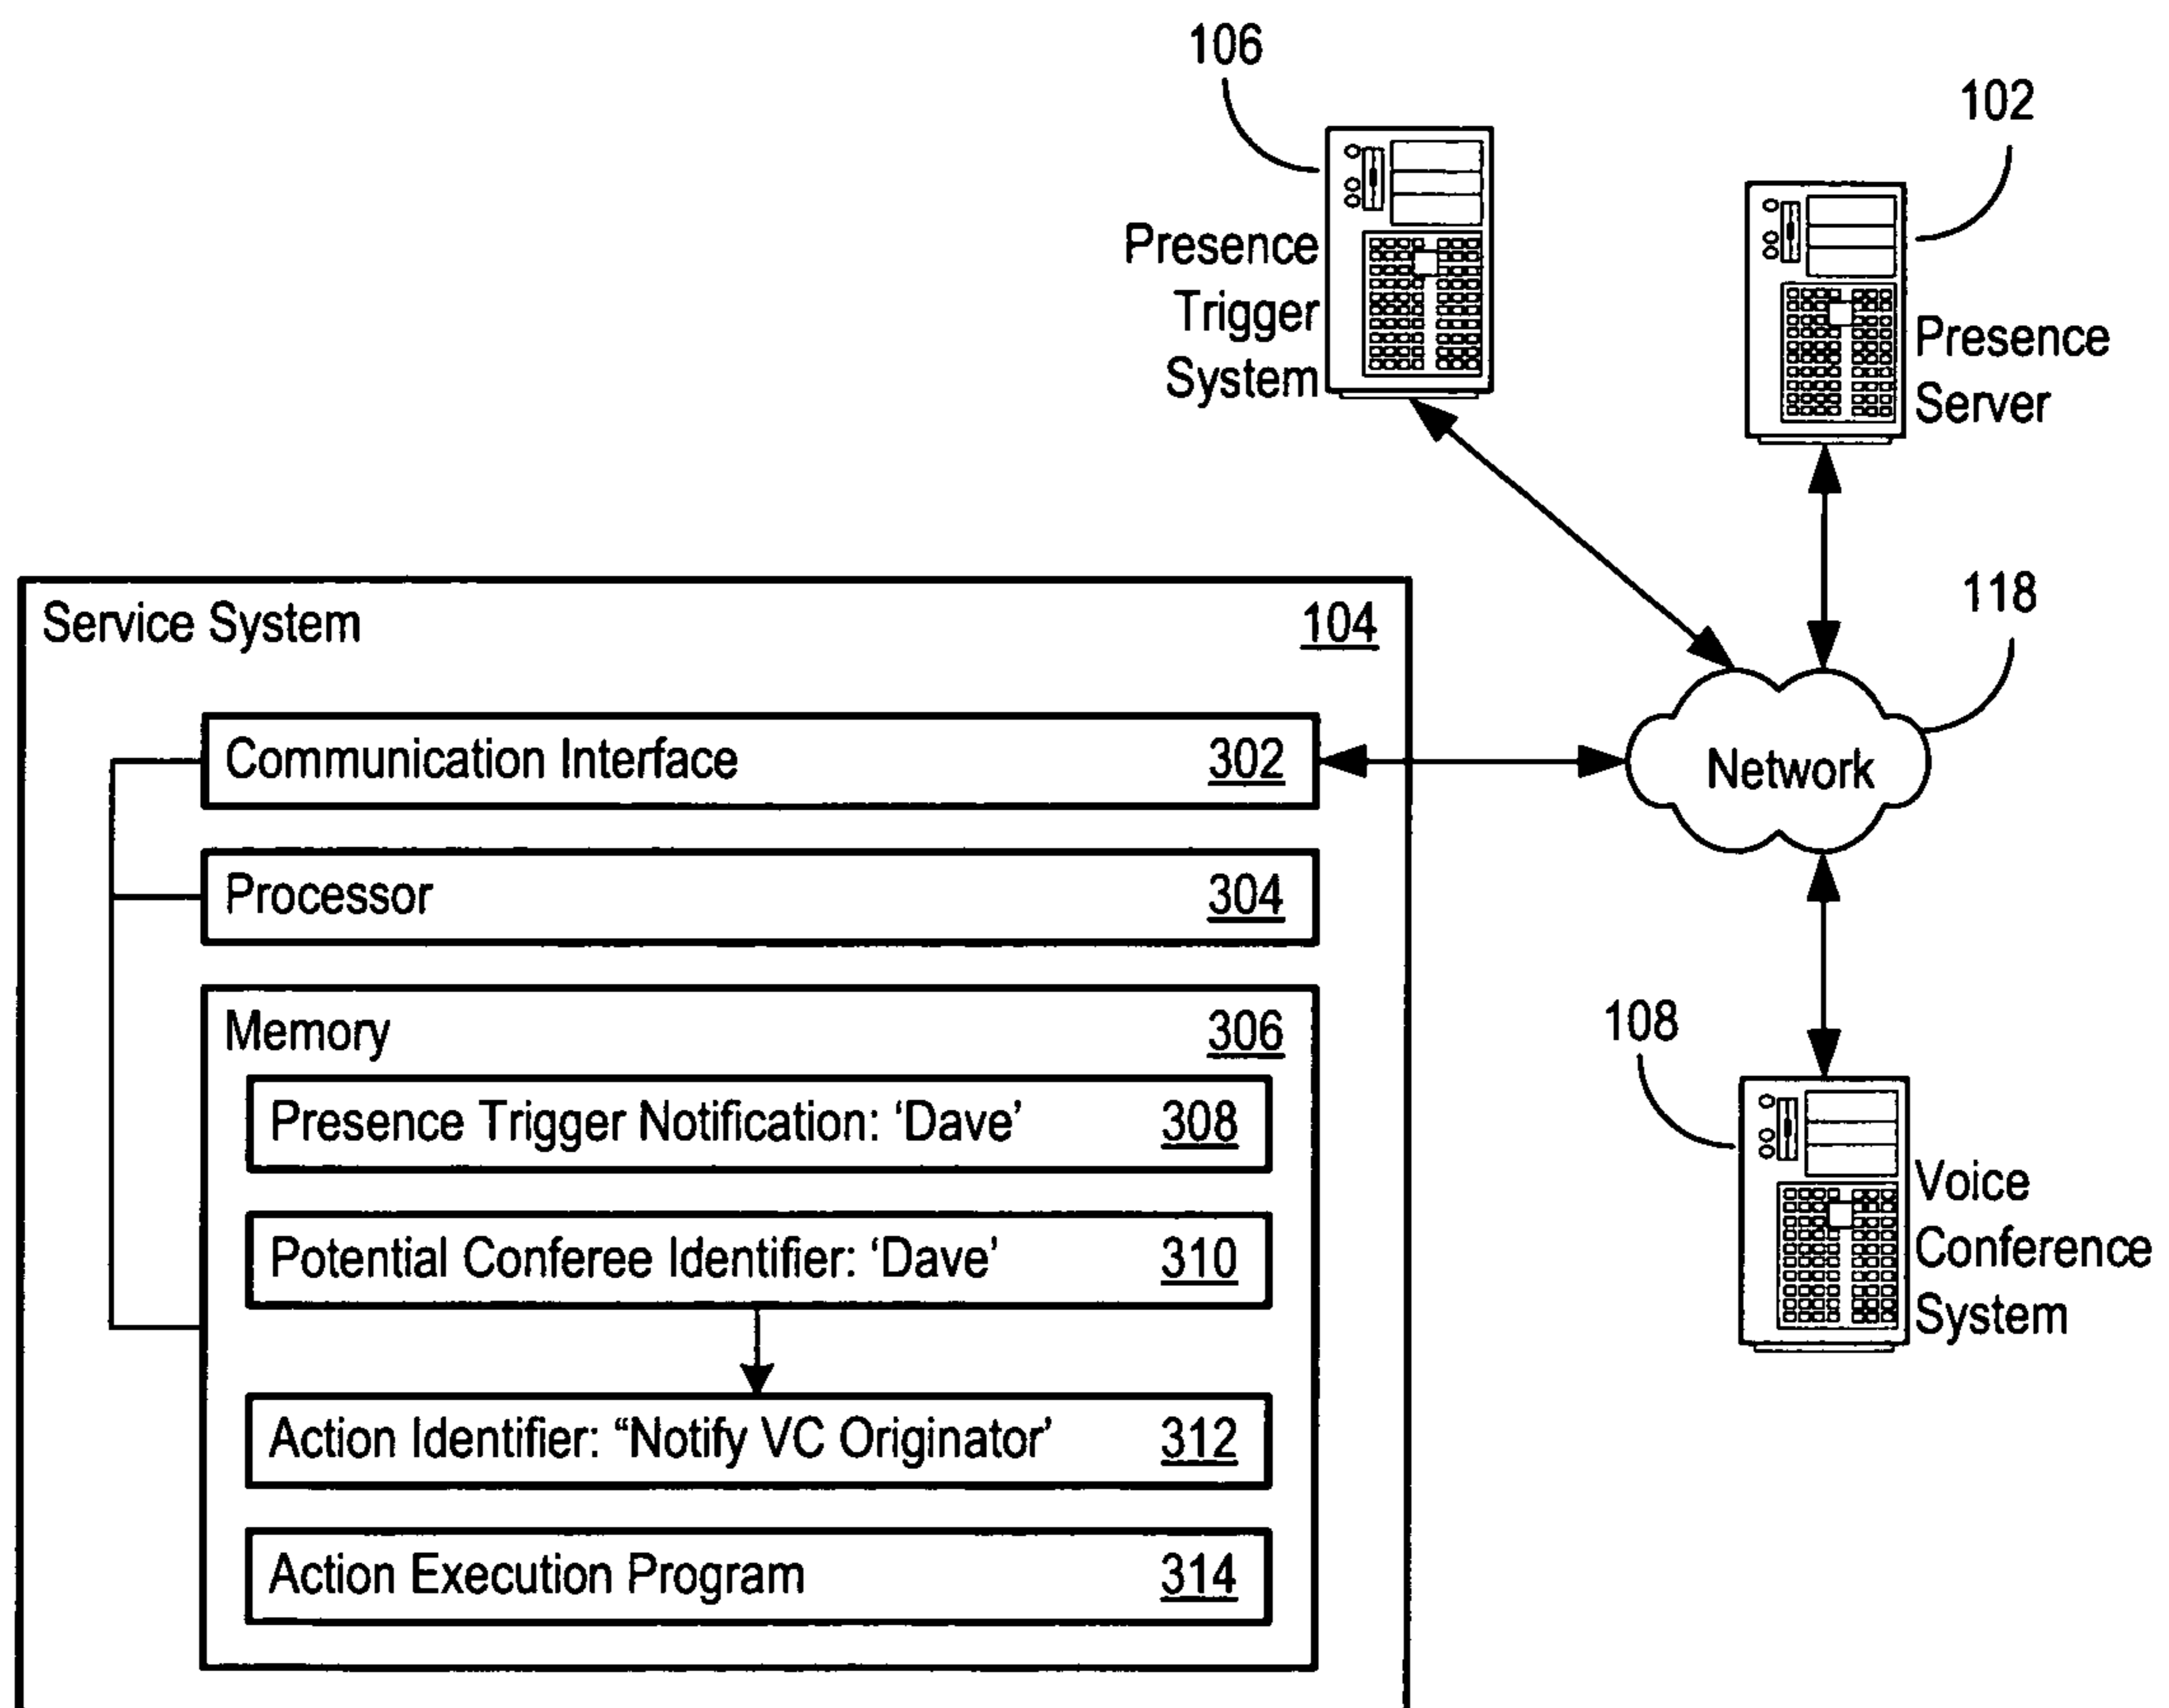 106
102
Presence
Trigger
System
Presence
Server
118
Service System 104
Communication Interface 302
Network
Processor 304
Memory 306
108
Presence Trigger Notification: ‘Dave’ 308
Voice
Conference
System
Potential Conferee Identifier: ‘Dave’ 310
Action Identifier: “Notify VC Originator’ 312
Action Execution Program 314